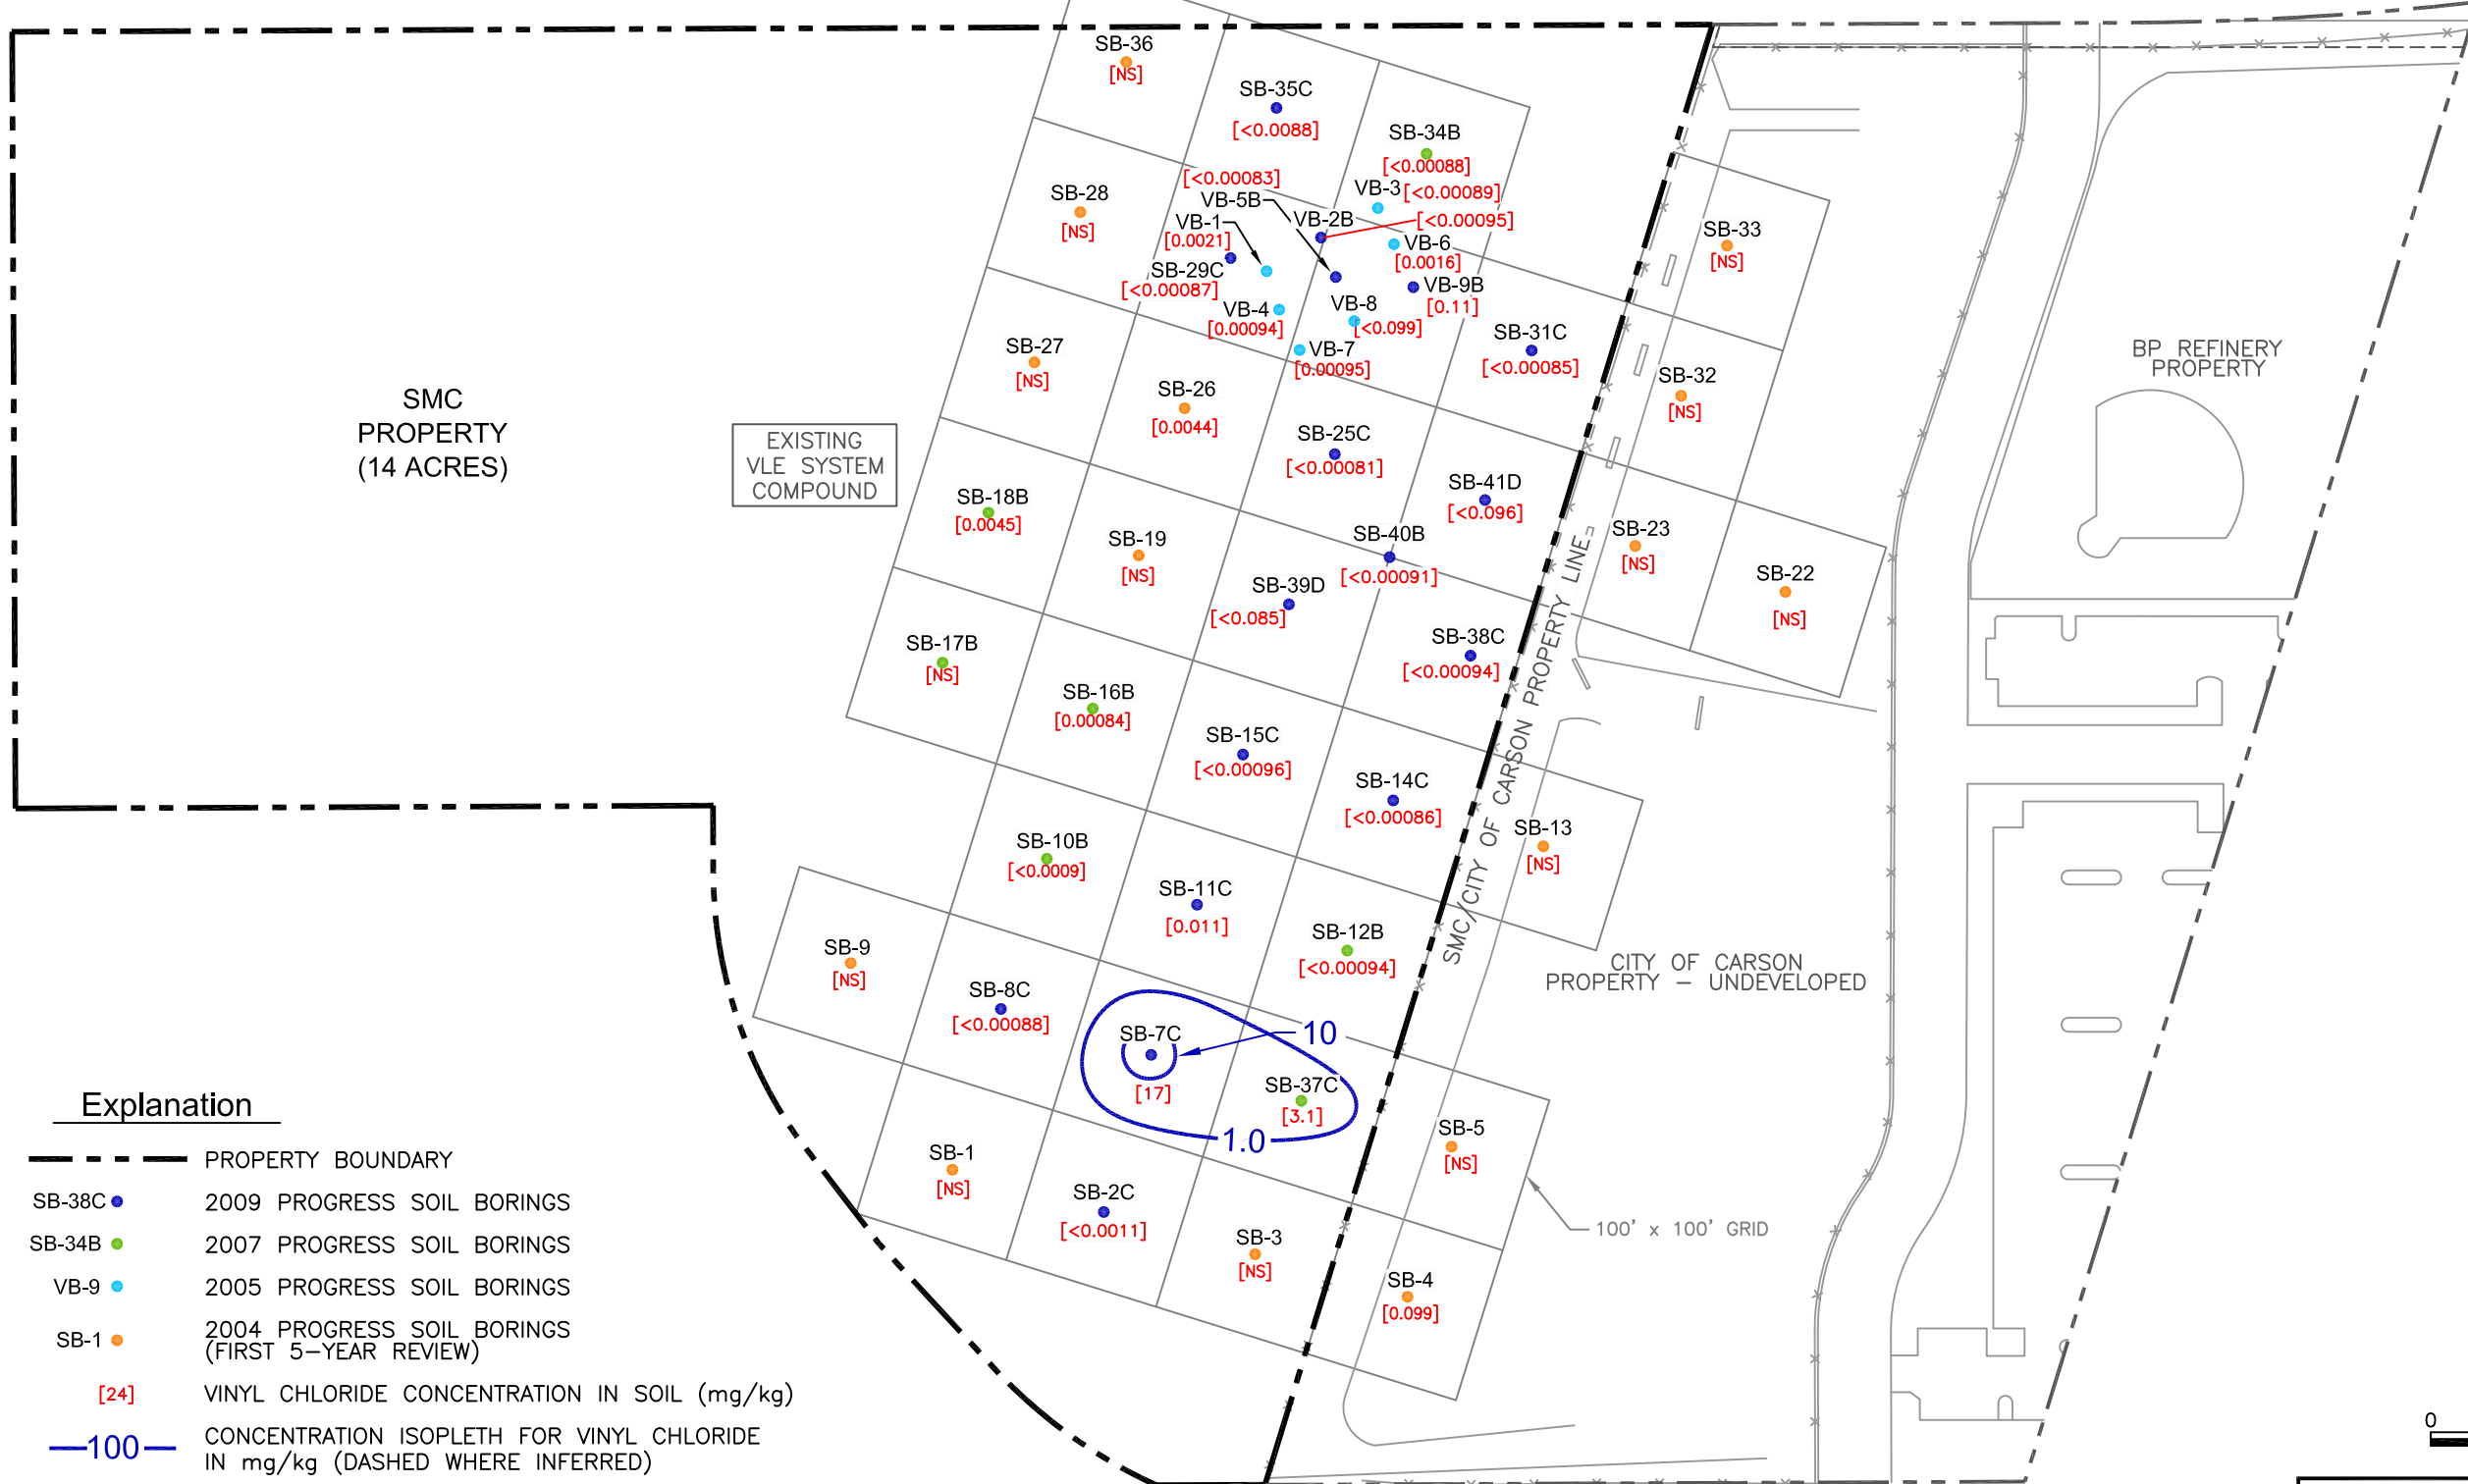 SB-36
[NS]
SB-35C
[<0.0088]
SB-34B
[<0.00088]
[<0.00083]
VB-3
[<0.00089]
SB-28
[NS]
VB-5B
VB-2B
[<0.00095]
VB-1
[0.0021]
VB-6
[0.0016]
SB-33
[NS]
SB-29C
[<0.00087]
VB-9B
[0.11]
VB-4
[0.00094]
VB-8
[<0.099]
SB-31C
[<0.00085]
VB-7
[0.00095]
SB-27
[NS]
SB-26
[0.0044]
SB-32
[NS]
BP REFINERY
PROPERTY
SMC
PROPERTY
(14 ACRES)
EXISTING
VLE SYSTEM
COMPOUND
SB-25C
[<0.00081]
SB-41D
[<0.096]
SB-18B
[0.0045]
SB-19
[NS]
SB-40B
[<0.00091]
SB-23
[NS]
SB-22
[NS]
SB-39D
[<0.085]
SB-38C
[<0.00094]
SB-17B
[NS]
SB-16B
[0.00084]
SB-15C
[<0.00096]
SB-14C
[<0.00086]
SMC/CITY OF CARSON PROPERTY LINE
SB-13
[NS]
SB-10B
[<0.0009]
SB-11C
[0.011]
SB-12B
[<0.00094]
CITY OF CARSON
PROPERTY – UNDEVELOPED
SB-9
[NS]
SB-8C
[<0.00088]
SB-7C
[17]
10
SB-37C
[3.1]
1.0
SB-5
[NS]
SB-1
[NS]
SB-2C
[<0.0011]
SB-3
[NS]
SB-4
[0.099]
100' x 100' GRID
Explanation
PROPERTY BOUNDARY
SB-38C
2009 PROGRESS SOIL BORINGS
SB-34B
2007 PROGRESS SOIL BORINGS
VB-9
2005 PROGRESS SOIL BORINGS
SB-1
2004 PROGRESS SOIL BORINGS
(FIRST 5–YEAR REVIEW)
[24]
VINYL CHLORIDE CONCENTRATION IN SOIL (mg/kg)
100
CONCENTRATION ISOPLETH FOR VINYL CHLORIDE
IN mg/kg (DASHED WHERE INFERRED)
0